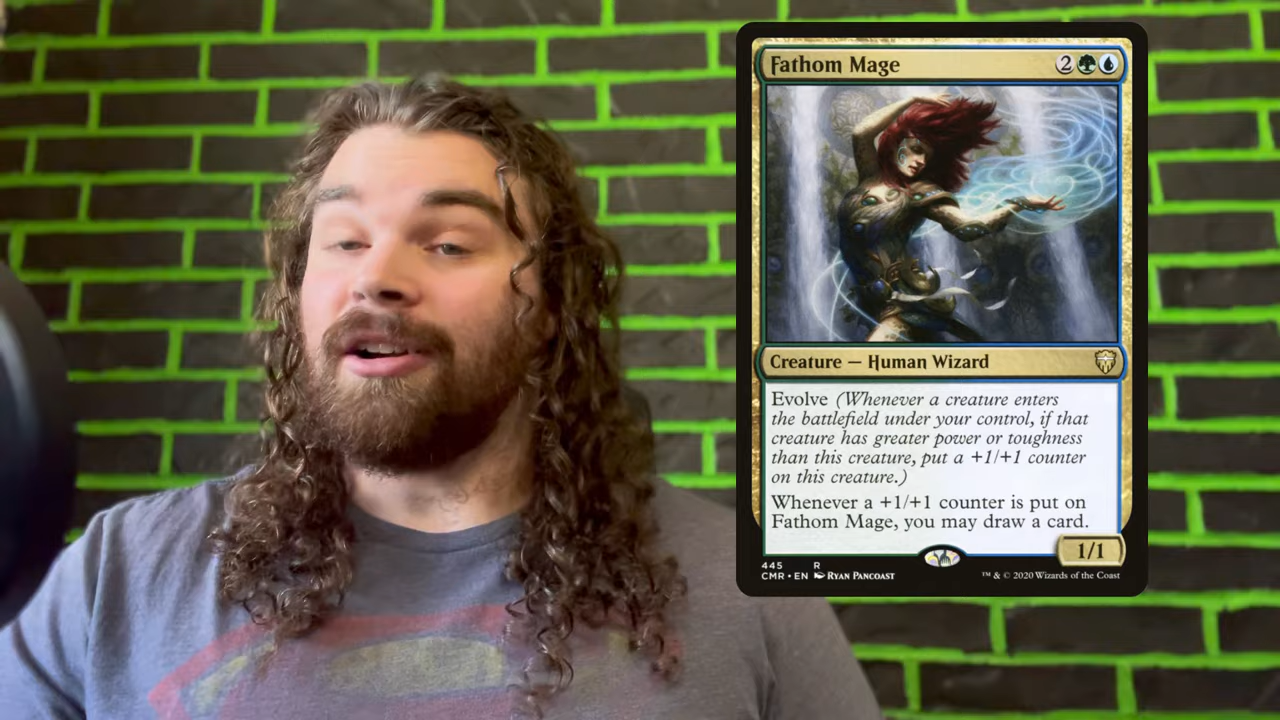 Fathom Mage 2
Creature — Human Wizard
Evolve (Whenever a creature enters
the battlefield under your control, if that
creature has greater power or toughness
than this creature, put a +1/+1 counter
on this creature.)
Whenever a +1/+1 counter is put on
Fathom Mage, you may draw a card.
1/1
445 R
CMR • EN Ryan Pancoast
™ & © 2020 Wizards of the Coast